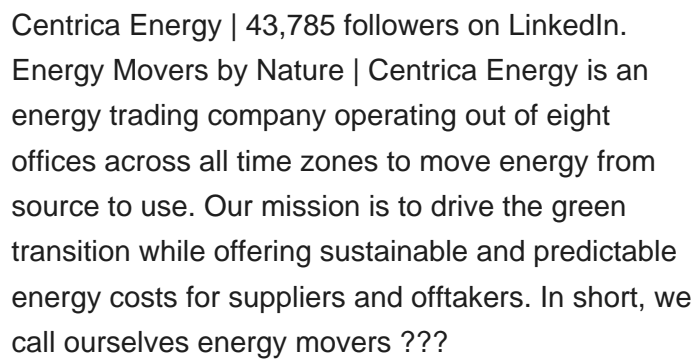 Centrica Energy | 43,785 followers on LinkedIn.
Energy Movers by Nature | Centrica Energy is an
energy trading company operating out of eight
offices across all time zones to move energy from
source to use. Our mission is to drive the green
transition while offering sustainable and predictable
energy costs for suppliers and offtakers. In short, we
call ourselves energy movers ???